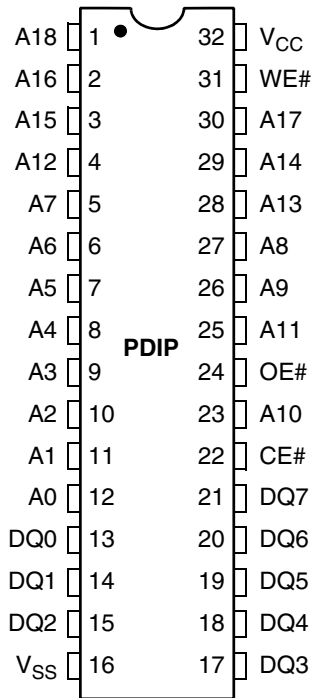 A18 1 32 VCC
A16 2 31 WE#
A15 3 30 A17
A12 4 29 A14
A7 5 28 A13
A6 6 27 A8
A5 7 26 A9
A4 8 25 A11
PDIP
A3 9 24 OE#
A2 10 23 A10
A1 11 22 CE#
A0 12 21 DQ7
DQ0 13 20 DQ6
DQ1 14 19 DQ5
DQ2 15 18 DQ4
VSS 16 17 DQ3